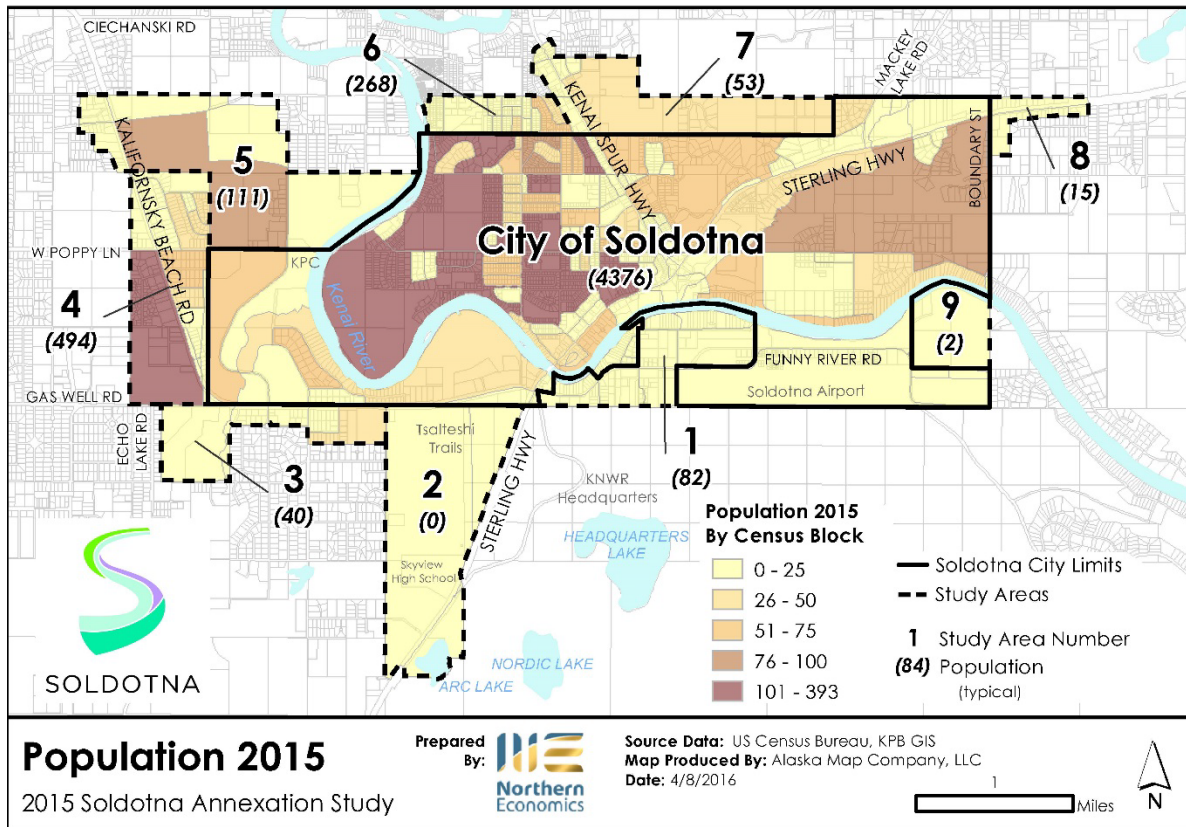 CIECHANSKI RD
6
(268)
7
(53)
MACKEY
LAKE RD
KENAI SPUR HWY
KALIFORNSKY BEACH RD
5
(111)
STERLING HWY
BOUNDARY ST
8
(15)
W POPPY LN
KPC
City of Soldotna
(4376)
4
(494)
Kenai River
9
(2)
FUNNY RIVER RD
Soldotna Airport
GAS WELL RD
ECHO
LAKE RD
3
(40)
Tsalteshi
Trails
2
(0)
STERLING HWY
1
(82)
KNWR
Headquarters
HEADQUARTERS
LAKE
Skyview
High School
NORDIC LAKE
ARC LAKE
SOLDOTNA
Population 2015
By Census Block
0 - 25
26 - 50
51 - 75
76 - 100
101 - 393
Soldotna City Limits
Study Areas
1 Study Area Number
(84) Population
(typical)
Population 2015
2015 Soldotna Annexation Study
Prepared
By:
Northern
Economics
Source Data: US Census Bureau, KPB GIS
Map Produced By: Alaska Map Company, LLC
Date: 4/8/2016
1
Miles
N